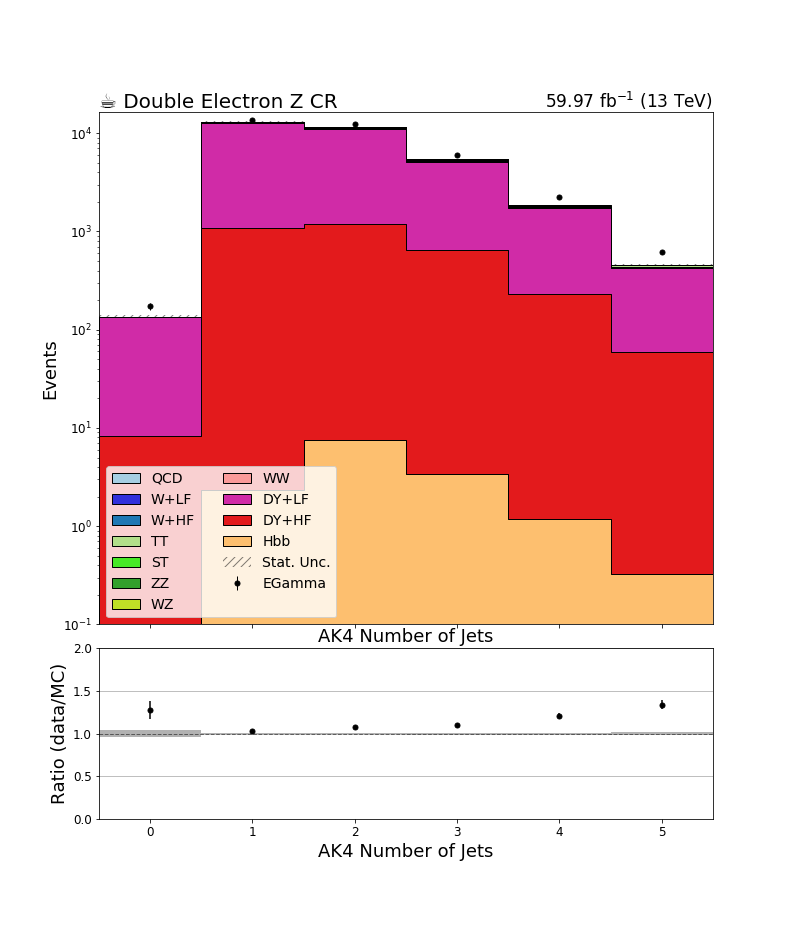 ☕ Double Electron Z CR 59.97 fb⁻¹ (13 TeV)
Events
10⁴
10³
10²
10¹
10⁰
10⁻¹
QCD WW
W+LF DY+LF
W+HF DY+HF
TT Hbb
ST Stat. Unc.
ZZ EGamma
WZ
AK4 Number of Jets
Ratio (data/MC)
2.0
1.5
1.0
0.5
0.0
0 1 2 3 4 5
AK4 Number of Jets